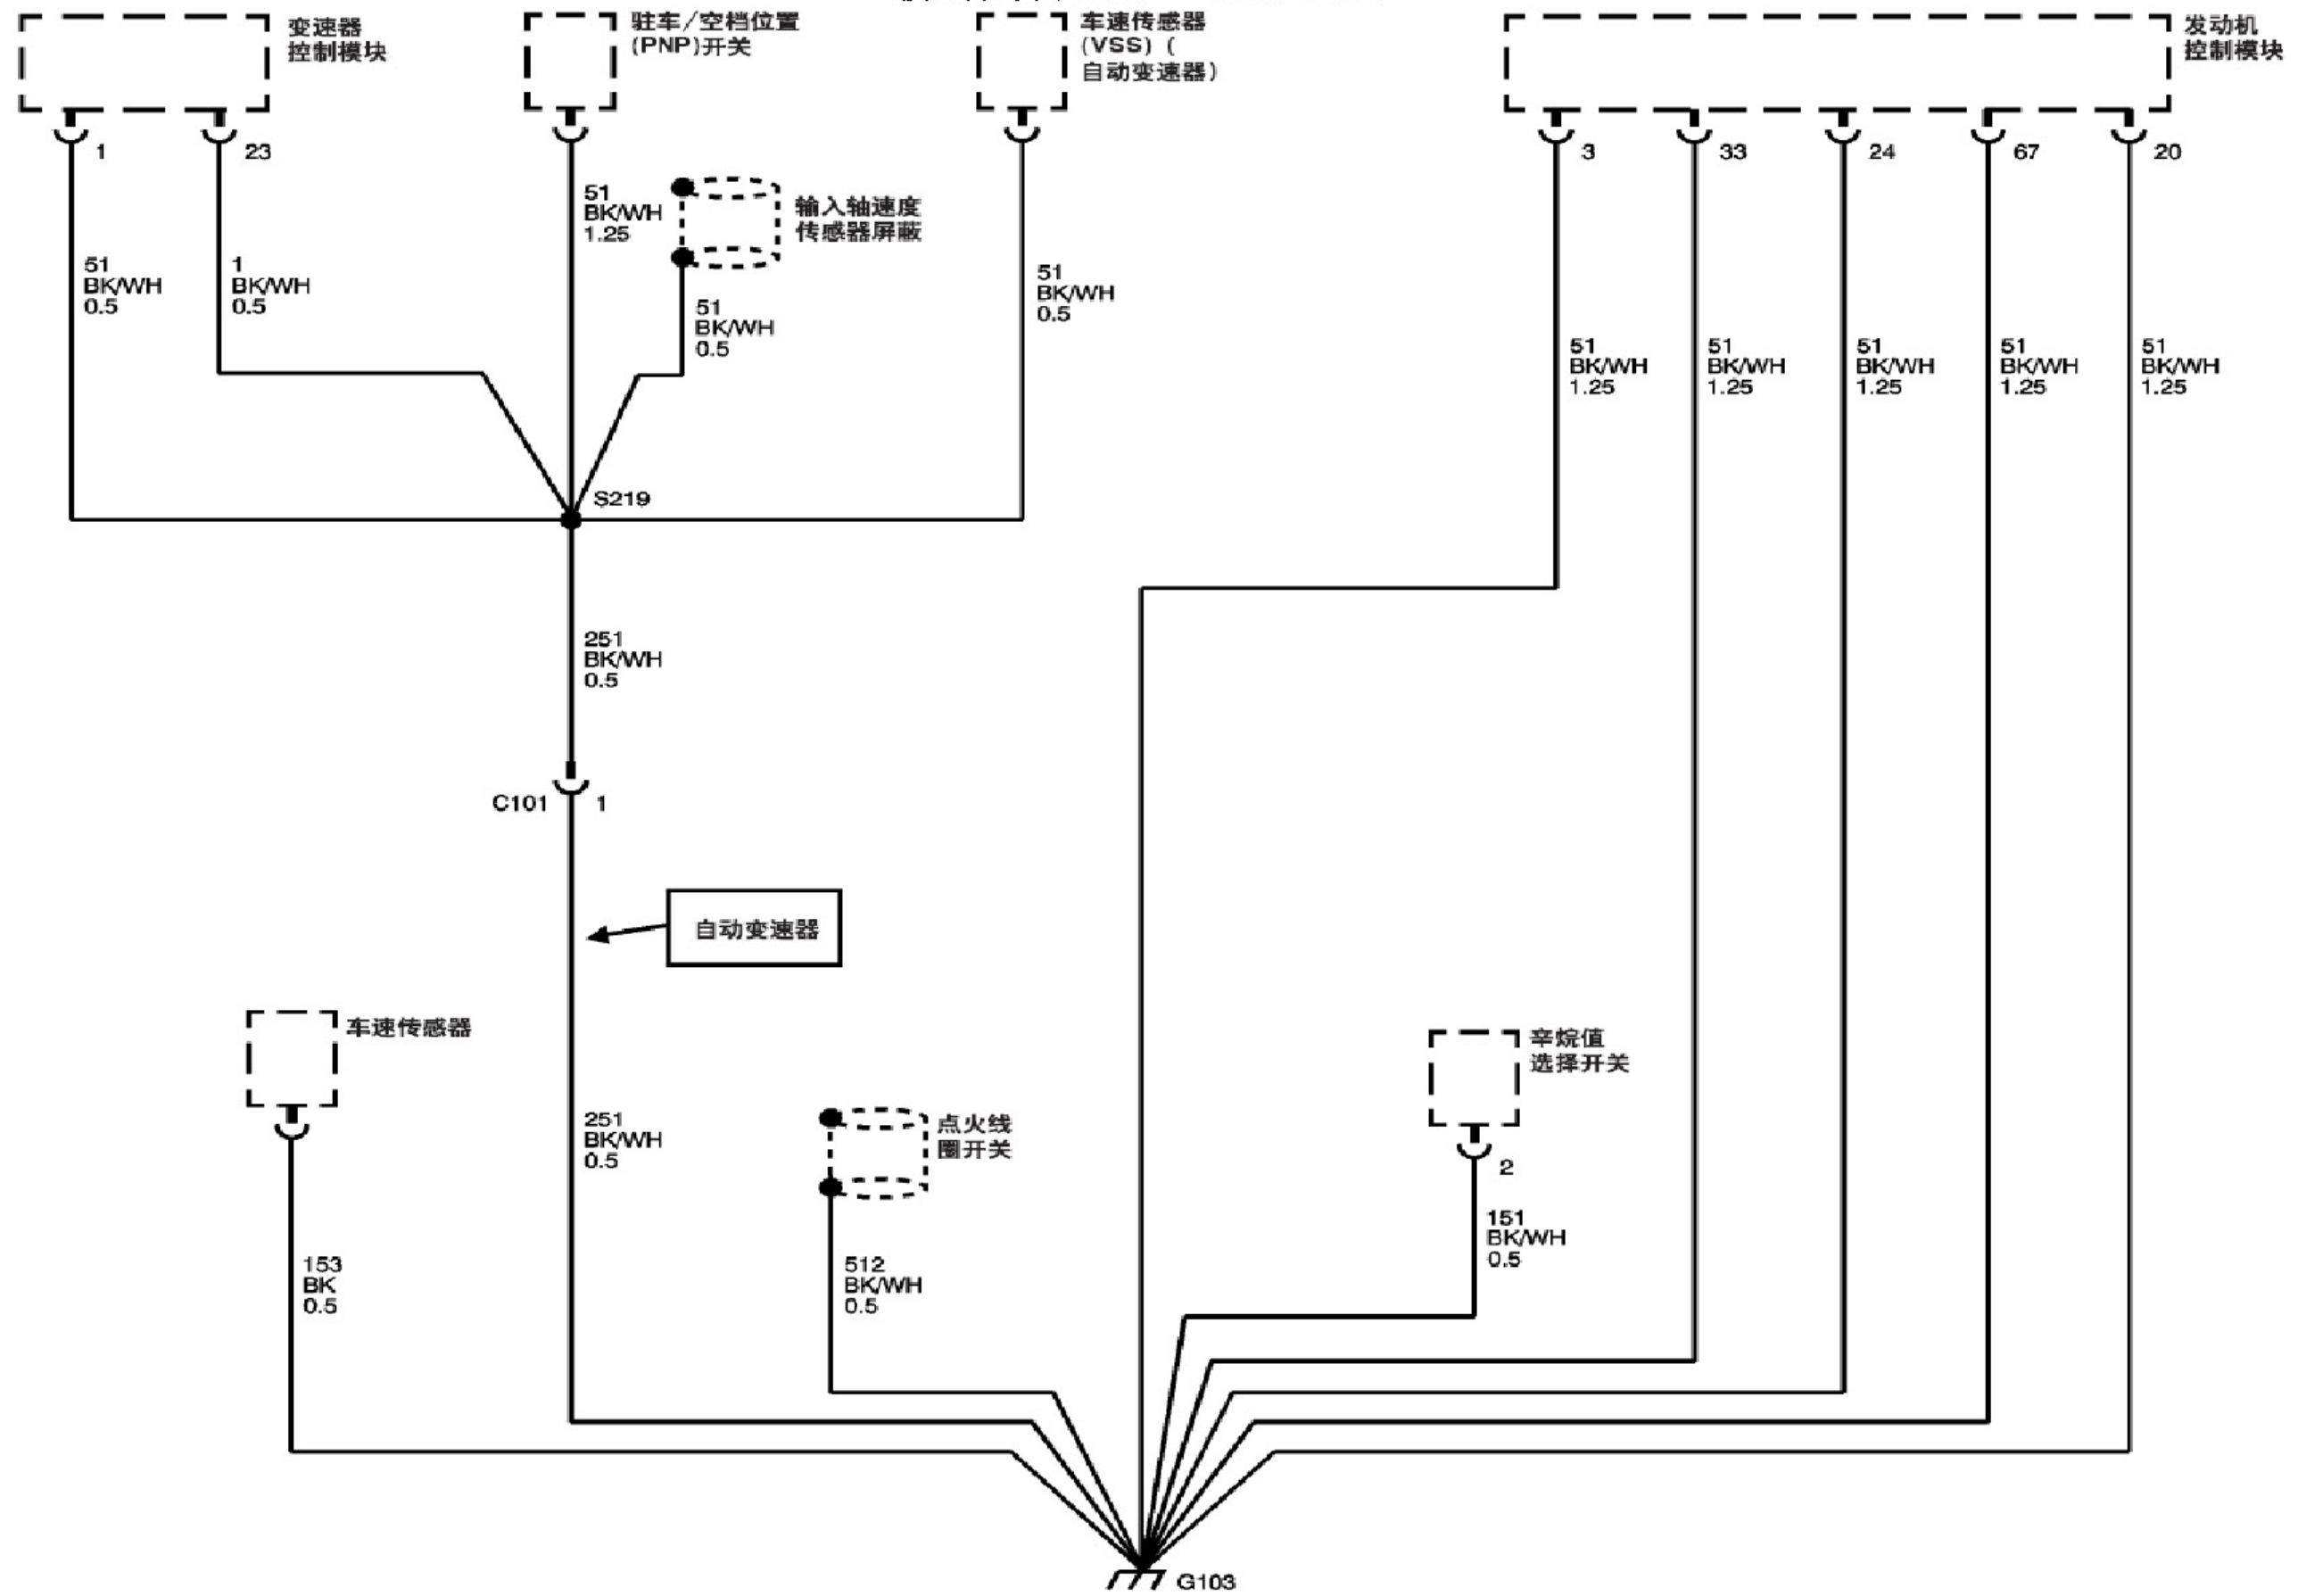 变速器
控制模块
驻车/空档位置
(PNP)开关
车速传感器
(VSS) (
自动变速器)
发动机
控制模块
1
23
3
33
24
67
20
51
BK/WH
1.25
输入轴速度
传感器屏蔽
51
BK/WH
0.5
1
BK/WH
0.5
51
BK/WH
0.5
51
BK/WH
0.5
51
BK/WH
1.25
51
BK/WH
1.25
51
BK/WH
1.25
51
BK/WH
1.25
51
BK/WH
1.25
S219
251
BK/WH
0.5
C101
1
自动变速器
车速传感器
辛烷值
选择开关
251
BK/WH
0.5
点火线
圈开关
2
151
BK/WH
0.5
153
BK
0.5
512
BK/WH
0.5
G103